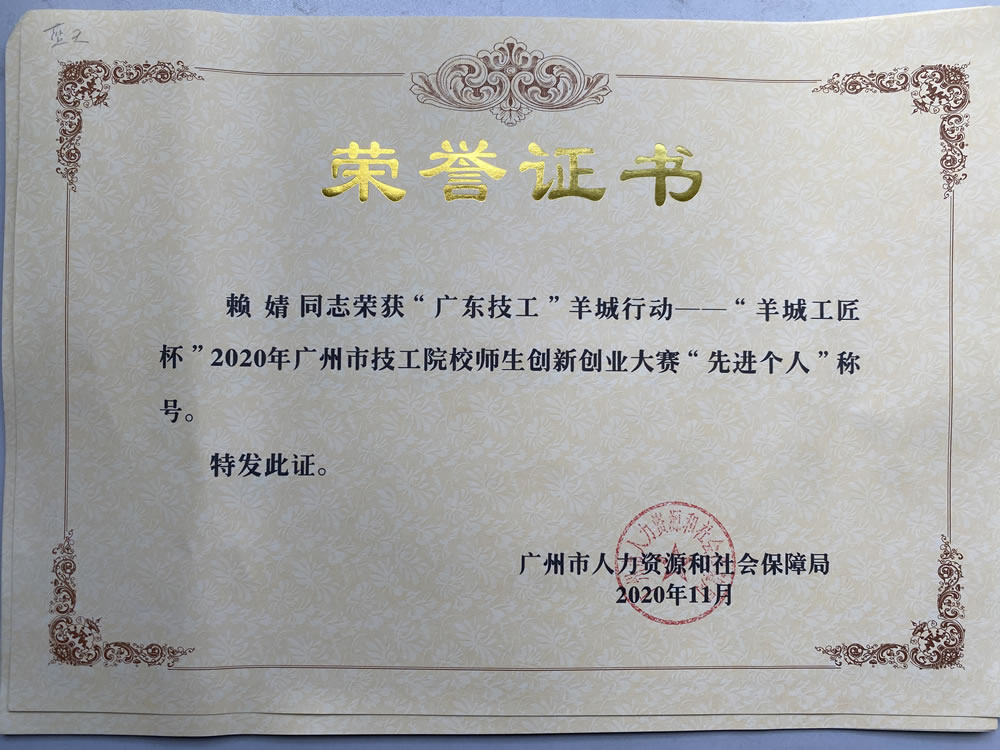 荣誉证书
赖 婧 同志荣获“广东技工”羊城行动——“羊城工匠
杯”2020年广州市技工院校师生创新创业大赛“先进个人”称
号。
特发此证。
广州市人力资源和社会保障局
2020年11月